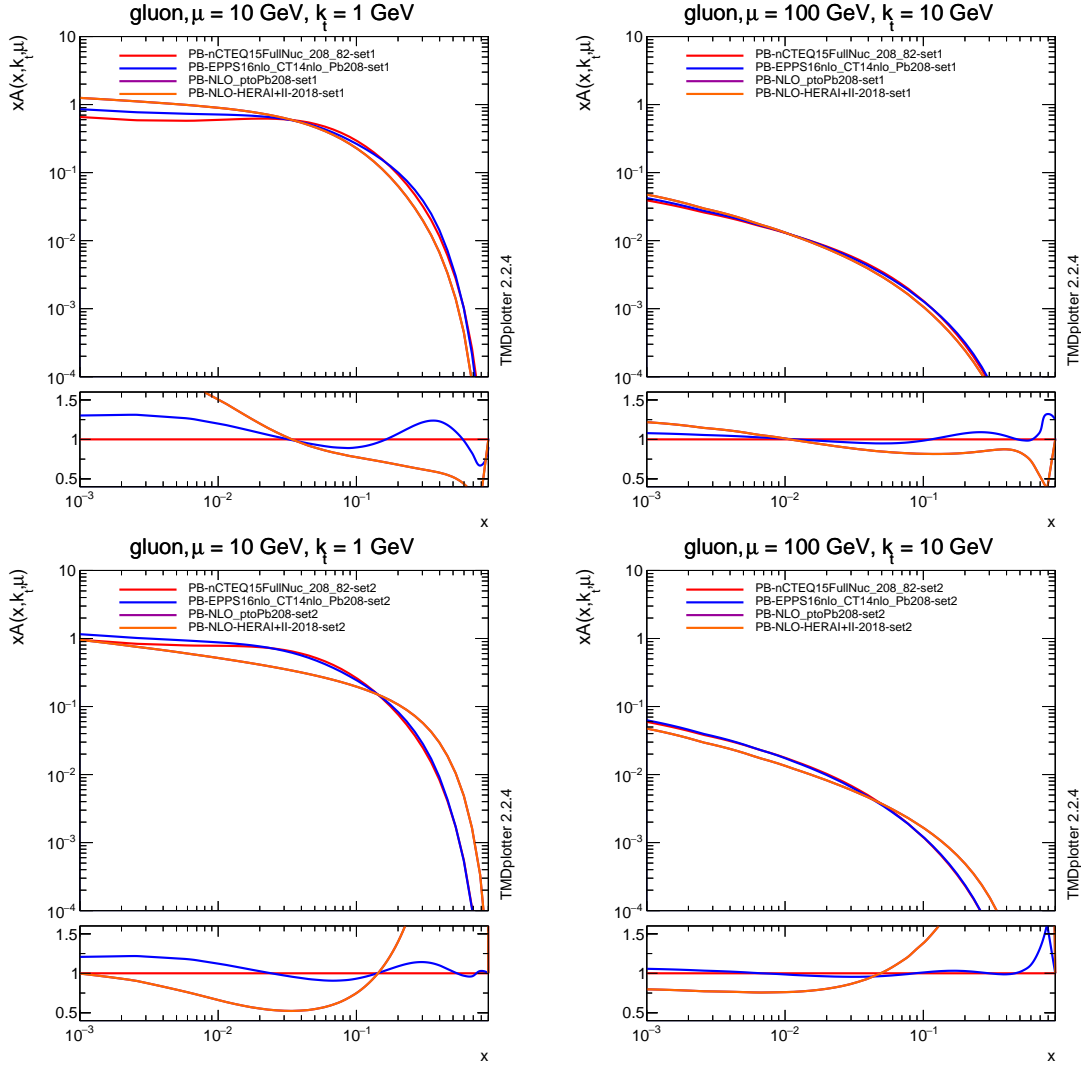 gluon, μ = 10 GeV, k_t = 1 GeV
xA(x,k_t,μ)
10
1
10⁻¹
10⁻²
10⁻³
10⁻⁴
PB-nCTEQ15FullNuc_208_82-set1
PB-EPPS16nlo_CT14nlo_Pb208-set1
PB-NLO_ptoPb208-set1
PB-NLO-HERAI+II-2018-set1
TMDplotter 2.2.4
1.5
1
0.5
10⁻³ 10⁻² 10⁻¹
x
gluon, μ = 100 GeV, k_t = 10 GeV
xA(x,k_t,μ)
10
1
10⁻¹
10⁻²
10⁻³
10⁻⁴
PB-nCTEQ15FullNuc_208_82-set1
PB-EPPS16nlo_CT14nlo_Pb208-set1
PB-NLO_ptoPb208-set1
PB-NLO-HERAI+II-2018-set1
TMDplotter 2.2.4
1.5
1
0.5
10⁻³ 10⁻² 10⁻¹
x
gluon, μ = 10 GeV, k_t = 1 GeV
xA(x,k_t,μ)
10
1
10⁻¹
10⁻²
10⁻³
10⁻⁴
PB-nCTEQ15FullNuc_208_82-set2
PB-EPPS16nlo_CT14nlo_Pb208-set2
PB-NLO_ptoPb208-set2
PB-NLO-HERAI+II-2018-set2
TMDplotter 2.2.4
1.5
1
0.5
10⁻³ 10⁻² 10⁻¹
x
gluon, μ = 100 GeV, k_t = 10 GeV
xA(x,k_t,μ)
10
1
10⁻¹
10⁻²
10⁻³
10⁻⁴
PB-nCTEQ15FullNuc_208_82-set2
PB-EPPS16nlo_CT14nlo_Pb208-set2
PB-NLO_ptoPb208-set2
PB-NLO-HERAI+II-2018-set2
TMDplotter 2.2.4
1.5
1
0.5
10⁻³ 10⁻² 10⁻¹
x